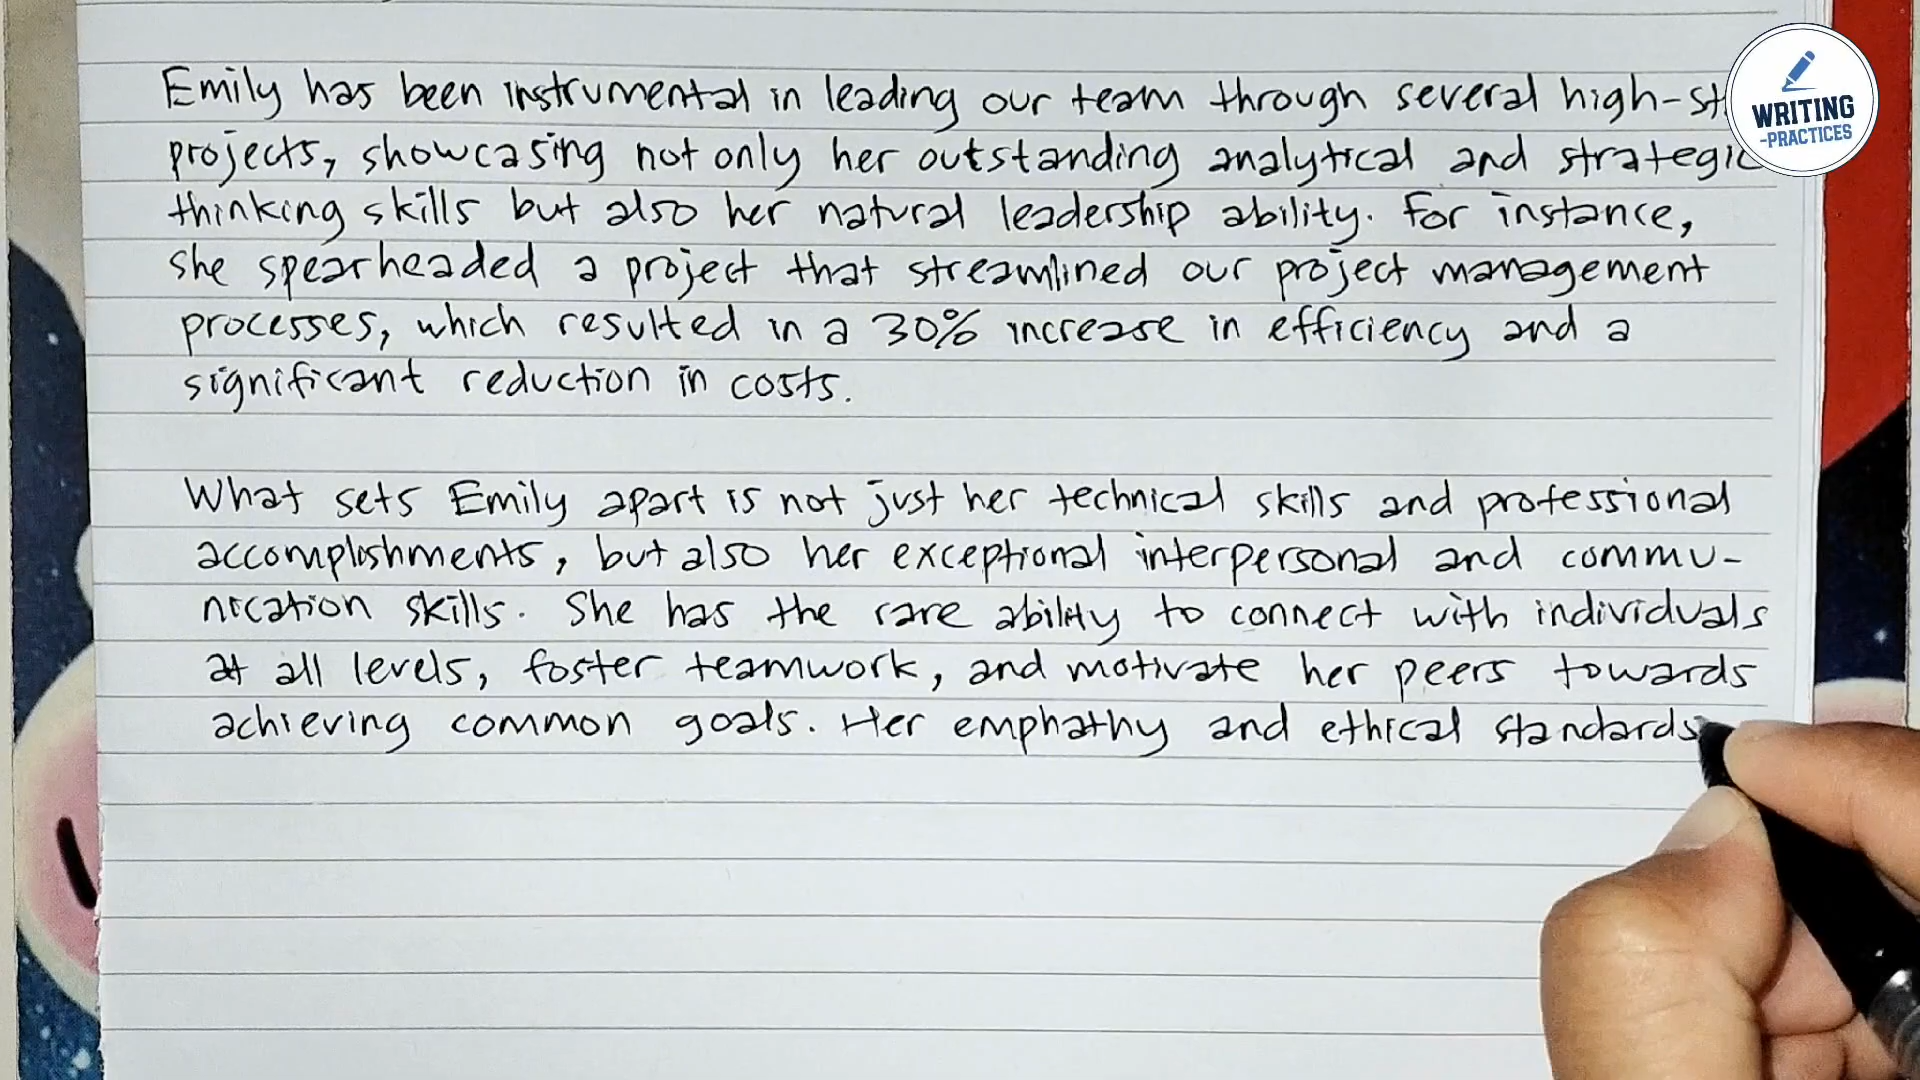 Emily has been instrumental in leading our team through several high-st
projects, showcasing not only her outstanding analytical and strategic
thinking skills but also her natural leadership ability. For instance,
she spearheaded a project that streamlined our project management
processes, which resulted in a 30% increase in efficiency and a
significant reduction in costs.
What sets Emily apart is not just her technical skills and professional
accomplishments, but also her exceptional interpersonal and commu-
nication skills. She has the rare ability to connect with individuals
at all levels, foster teamwork, and motivate her peers towards
achieving common goals. Her emphathy and ethical standards
WRITING
-PRACTICES